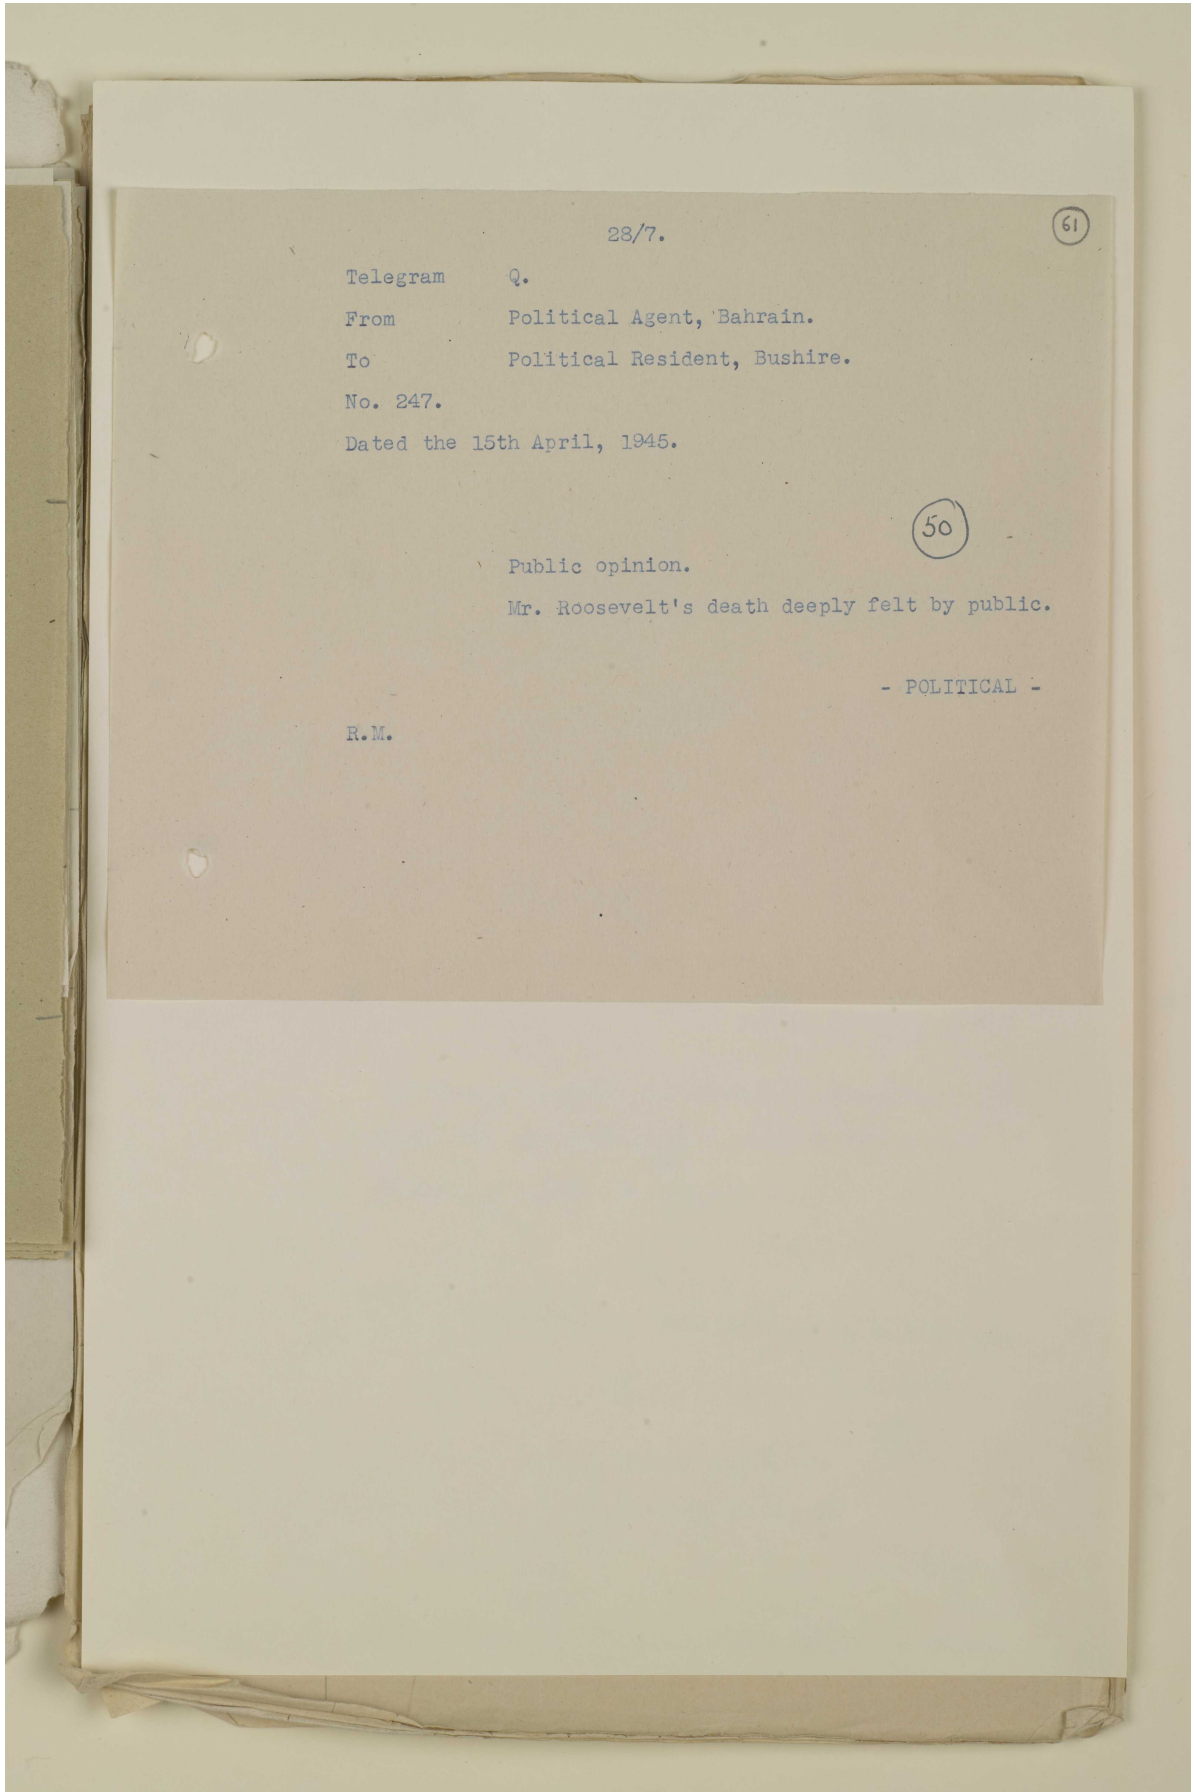 61
28/7.
Telegram Q.
From Political Agent, Bahrain.
To Political Resident, Bushire.
No. 247.
Dated the 15th April, 1945.
50
Public opinion.
Mr. Roosevelt's death deeply felt by public.
- POLITICAL -
R.M.